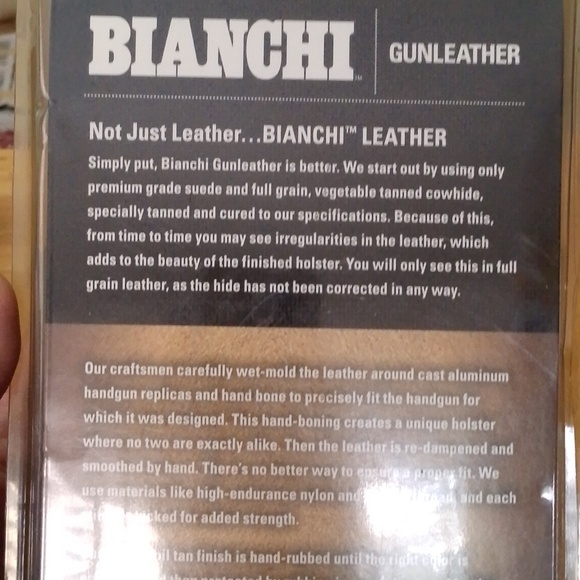 BIANCHI™ GUNLEATHER
Not Just Leather...BIANCHI™ LEATHER
Simply put, Bianchi Gunleather is better. We start out by using only
premium grade suede and full grain, vegetable tanned cowhide,
specially tanned and cured to our specifications. Because of this,
from time to time you may see irregularities in the leather, which
adds to the beauty of the finished holster. You will only see this in full
grain leather, as the hide has not been corrected in any way.
Our craftsmen carefully wet-mold the leather around cast aluminum
handgun replicas and hand bone to precisely fit the handgun for
which it was designed. This hand-boning creates a unique holster
where no two are exactly alike. Then the leather is re-dampened and
smoothed by hand. There's no better way to ensure a proper fit. We
use materials like high-endurance nylon and and each
for added strength.
oil tan finish is hand-rubbed until the right color is